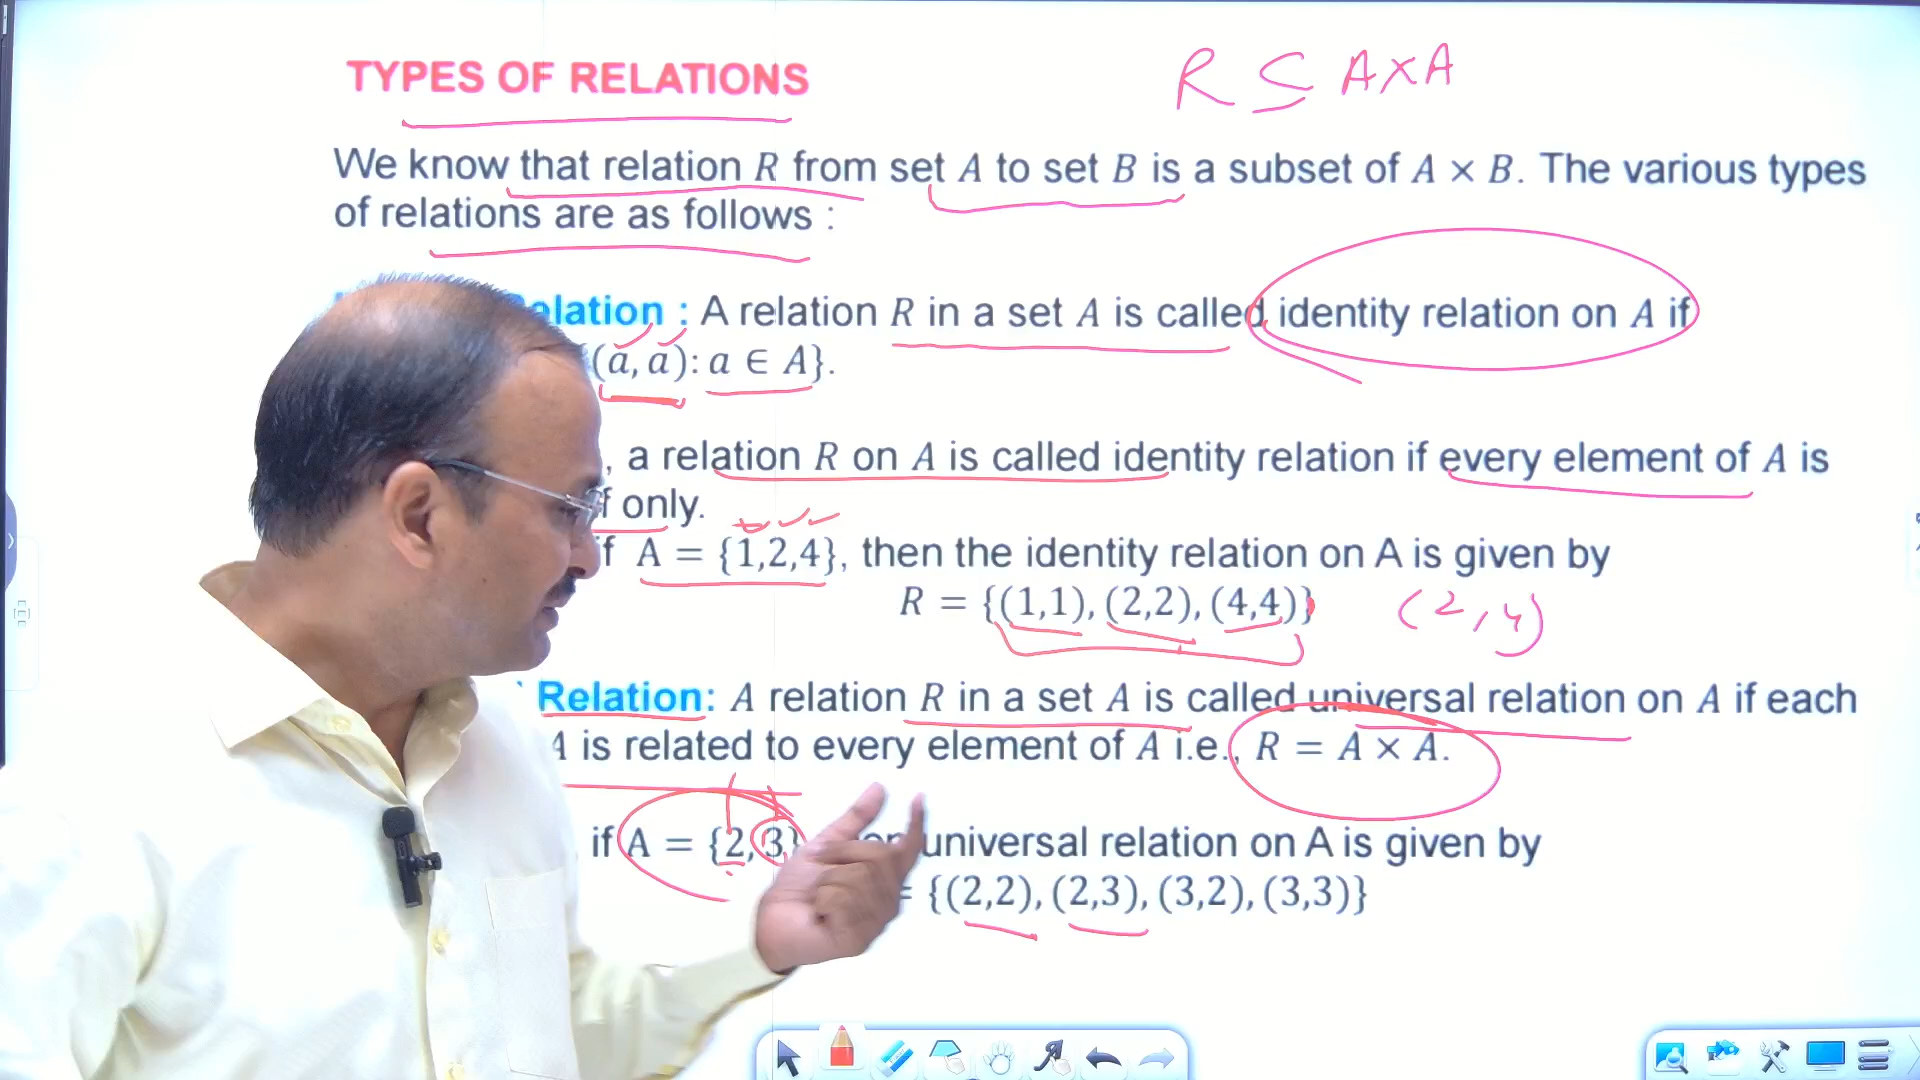 TYPES OF RELATIONS
R ⊆ A×A
We know that relation R from set A to set B is a subset of A × B. The various types
of relations are as follows :
Relation : A relation R in a set A is called identity relation on A if
(a, a): a ∈ A}.
, a relation R on A is called identity relation if every element of A is
f only.
if A = {1,2,4}, then the identity relation on A is given by
R = {(1,1), (2,2), (4,4)}
(2,4)
Relation: A relation R in a set A is called universal relation on A if each
A is related to every element of A i.e., R = A × A.
if A = {2,3} universal relation on A is given by
= {(2,2), (2,3), (3,2), (3,3)}